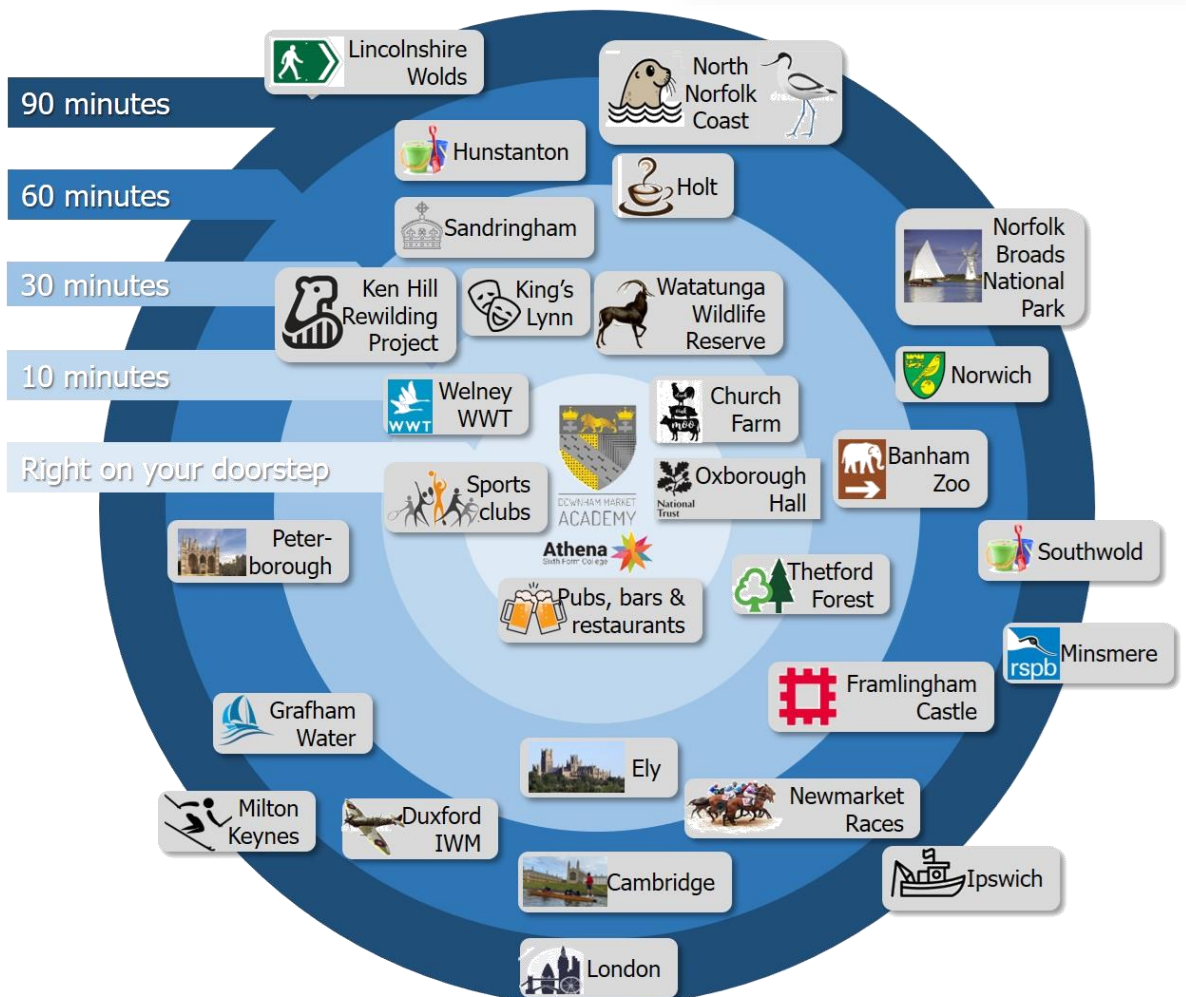 Lincolnshire
Wolds
North
Norfolk
Coast
90 minutes
Hunstanton
60 minutes
Holt
Sandringham
Norfolk
Broads
National
Park
30 minutes
Ken Hill
Rewilding
Project
King's
Lynn
Watatunga
Wildlife
Reserve
10 minutes
Norwich
Welney
WWT
WWT
Church
Farm
moo
Right on your doorstep
Banham
Zoo
Sports
clubs
DOWNHAM MARKET
ACADEMY
Athena
Sixth Form College
National
Trust
Oxborough
Hall
Peter-
borough
Southwold
Thetford
Forest
Pubs, bars &
restaurants
rspb
Minsmere
Framlingham
Castle
Grafham
Water
Ely
Milton
Keynes
Duxford
IWM
Newmarket
Races
Cambridge
Ipswich
London